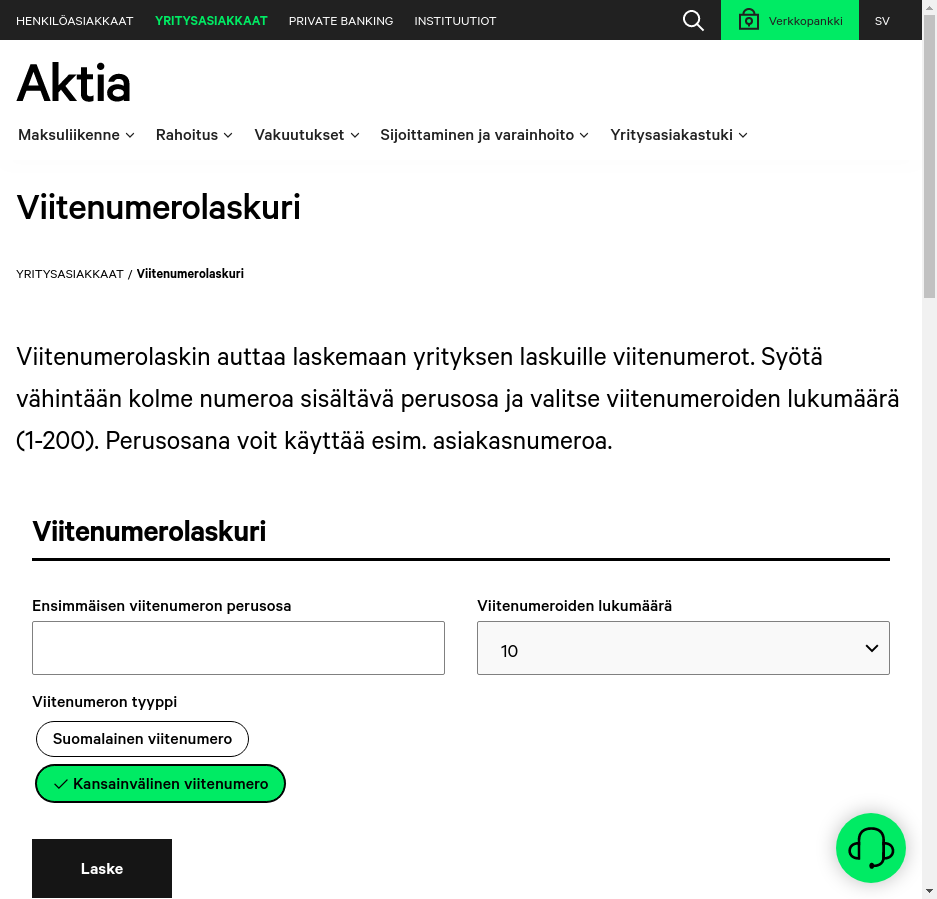 HENKILÖASIAKKAAT YRITYSASIAKKAAT PRIVATE BANKING INSTITUUTIOT Verkkopankki SV
Aktia
Maksuliikenne Rahoitus Vakuutukset Sijoittaminen ja varainhoito Yritysasiakastuki
Viitenumerolaskuri
YRITYSASIAKKAAT / Viitenumerolaskuri
Viitenumerolaskin auttaa laskemaan yrityksen laskuille viitenumerot. Syötä
vähintään kolme numeroa sisältävä perusosa ja valitse viitenumeroiden lukumäärä
(1-200). Perusosana voit käyttää esim. asiakasnumeroa.
Viitenumerolaskuri
Ensimmäisen viitenumeron perusosa Viitenumeroiden lukumäärä
10
Viitenumeron tyyppi
Suomalainen viitenumero
Kansainvälinen viitenumero
Laske